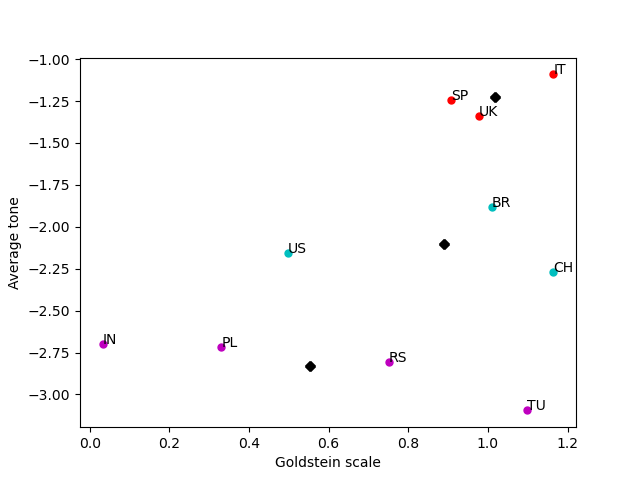 −1.00
−1.25
−1.50
−1.75
−2.00
−2.25
−2.50
−2.75
−3.00
Average tone
IT
SP
UK
BR
US
CH
IN
PL
RS
TU
0.0 0.2 0.4 0.6 0.8 1.0 1.2
Goldstein scale